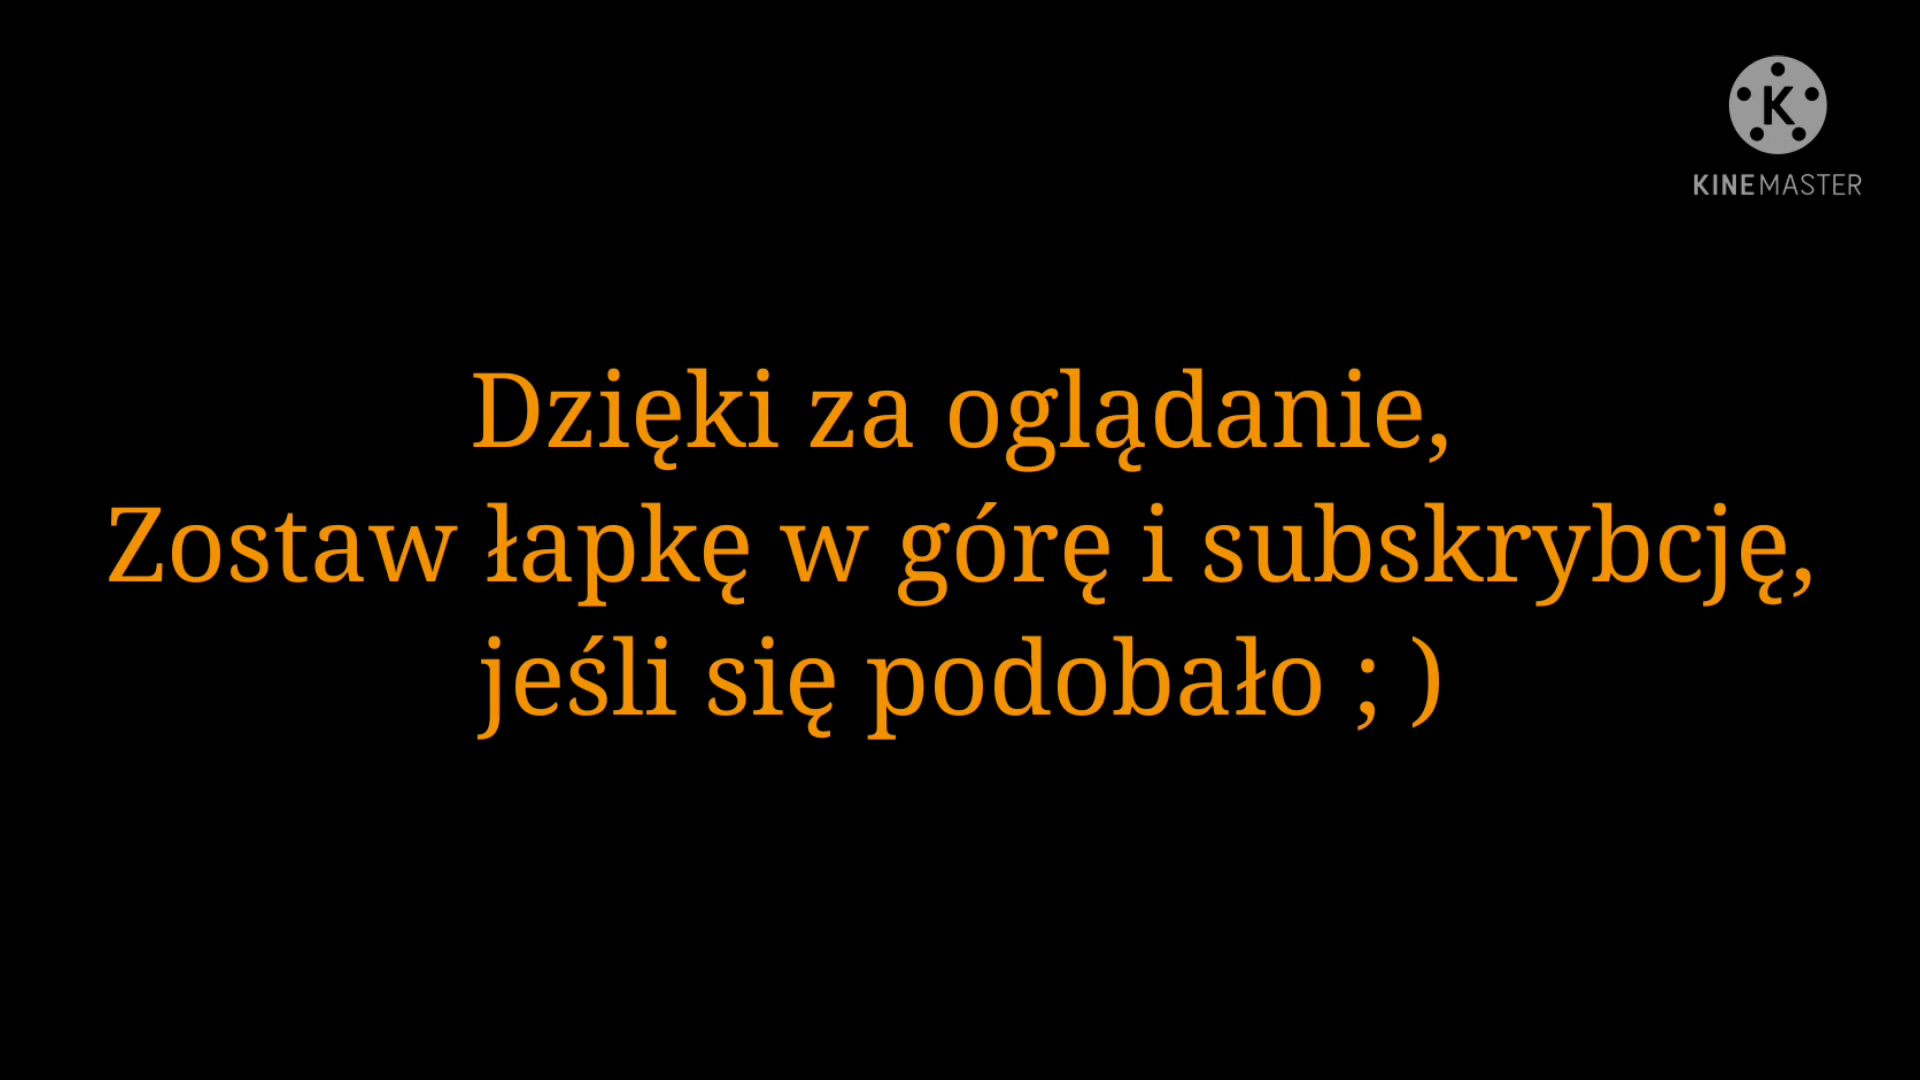 K
KINEMASTER
Dzięki za oglądanie,
Zostaw łapkę w górę i subskrybcję,
jeśli się podobało ; )